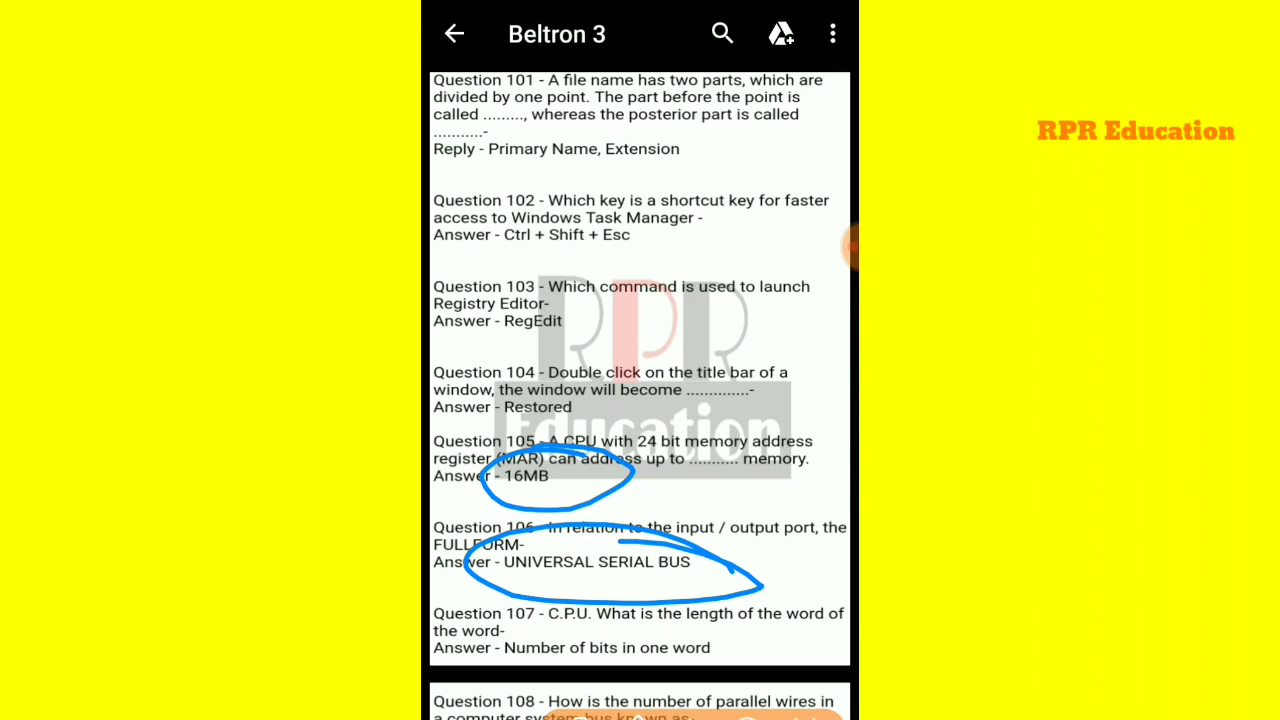 Beltron 3
RPR Education
Question 101 - A file name has two parts, which are
divided by one point. The part before the point is
called ........., whereas the posterior part is called
...........-
Reply - Primary Name, Extension
Question 102 - Which key is a shortcut key for faster
access to Windows Task Manager -
Answer - Ctrl + Shift + Esc
Question 103 - Which command is used to launch
Registry Editor-
Answer - RegEdit
Question 104 - Double click on the title bar of a
window, the window will become ..............-
Answer - Restored
Question 105 - A CPU with 24 bit memory address
register (MAR) can address up to ........... memory.
Answer - 16MB
Question 106 - In relation to the input / output port, the
FULLFORM-
Answer - UNIVERSAL SERIAL BUS
Question 107 - C.P.U. What is the length of the word of
the word-
Answer - Number of bits in one word
Question 108 - How is the number of parallel wires in
a computer system bus known as-
RPR
Education